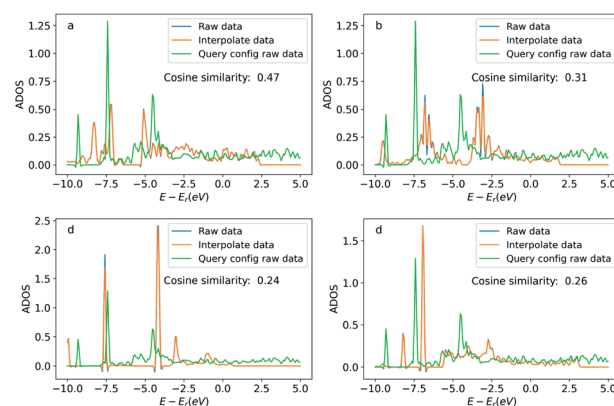 a
Raw data
Interpolate data
Query config raw data
Cosine similarity: 0.47
ADOS
1.25
1.00
0.75
0.50
0.25
0.00
−10.0 −7.5 −5.0 −2.5 0.0 2.5 5.0
E − E_r(eV)
b
Raw data
Interpolate data
Query config raw data
Cosine similarity: 0.31
ADOS
1.25
1.00
0.75
0.50
0.25
0.00
−10.0 −7.5 −5.0 −2.5 0.0 2.5 5.0
E − E_r(eV)
d
Raw data
Interpolate data
Query config raw data
Cosine similarity: 0.24
ADOS
2.5
2.0
1.5
1.0
0.5
0.0
−10.0 −7.5 −5.0 −2.5 0.0 2.5 5.0
E − E_r(eV)
d
Raw data
Interpolate data
Query config raw data
Cosine similarity: 0.26
ADOS
1.5
1.0
0.5
0.0
−10.0 −7.5 −5.0 −2.5 0.0 2.5 5.0
E − E_r(eV)